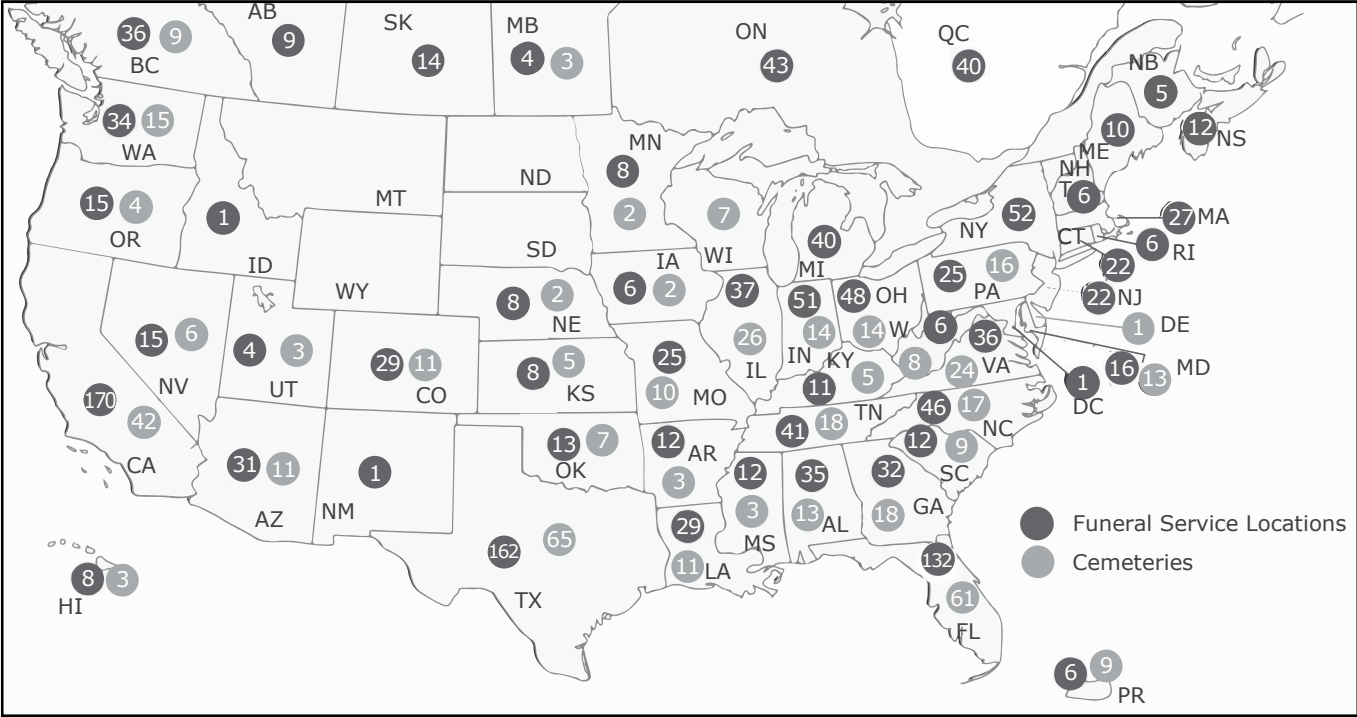 AB
36
9
BC
9
SK
14
MB
4
3
ON
43
QC
40
NB
5
12
NS
10
ME
NH
T
6
34
15
WA
15
4
OR
1
ID
MT
ND
SD
WY
MN
8
2
7
WI
40
MI
NY
52
27
MA
CT
6
RI
22
22
NJ
25
16
PA
1
DE
16
13
MD
1
DC
IA
6
2
8
2
NE
37
26
IL
51
14
IN
48
OH
14
W
6
8
36
24
VA
KY
5
11
15
6
NV
4
3
UT
29
11
CO
8
5
KS
25
10
MO
170
42
CA
31
11
AZ
1
NM
13
7
OK
12
AR
3
41
18
TN
46
17
NC
12
9
SC
12
3
MS
35
13
AL
32
18
GA
29
11
LA
162
65
TX
132
61
FL
8
3
HI
6
9
PR
Funeral Service Locations
Cemeteries